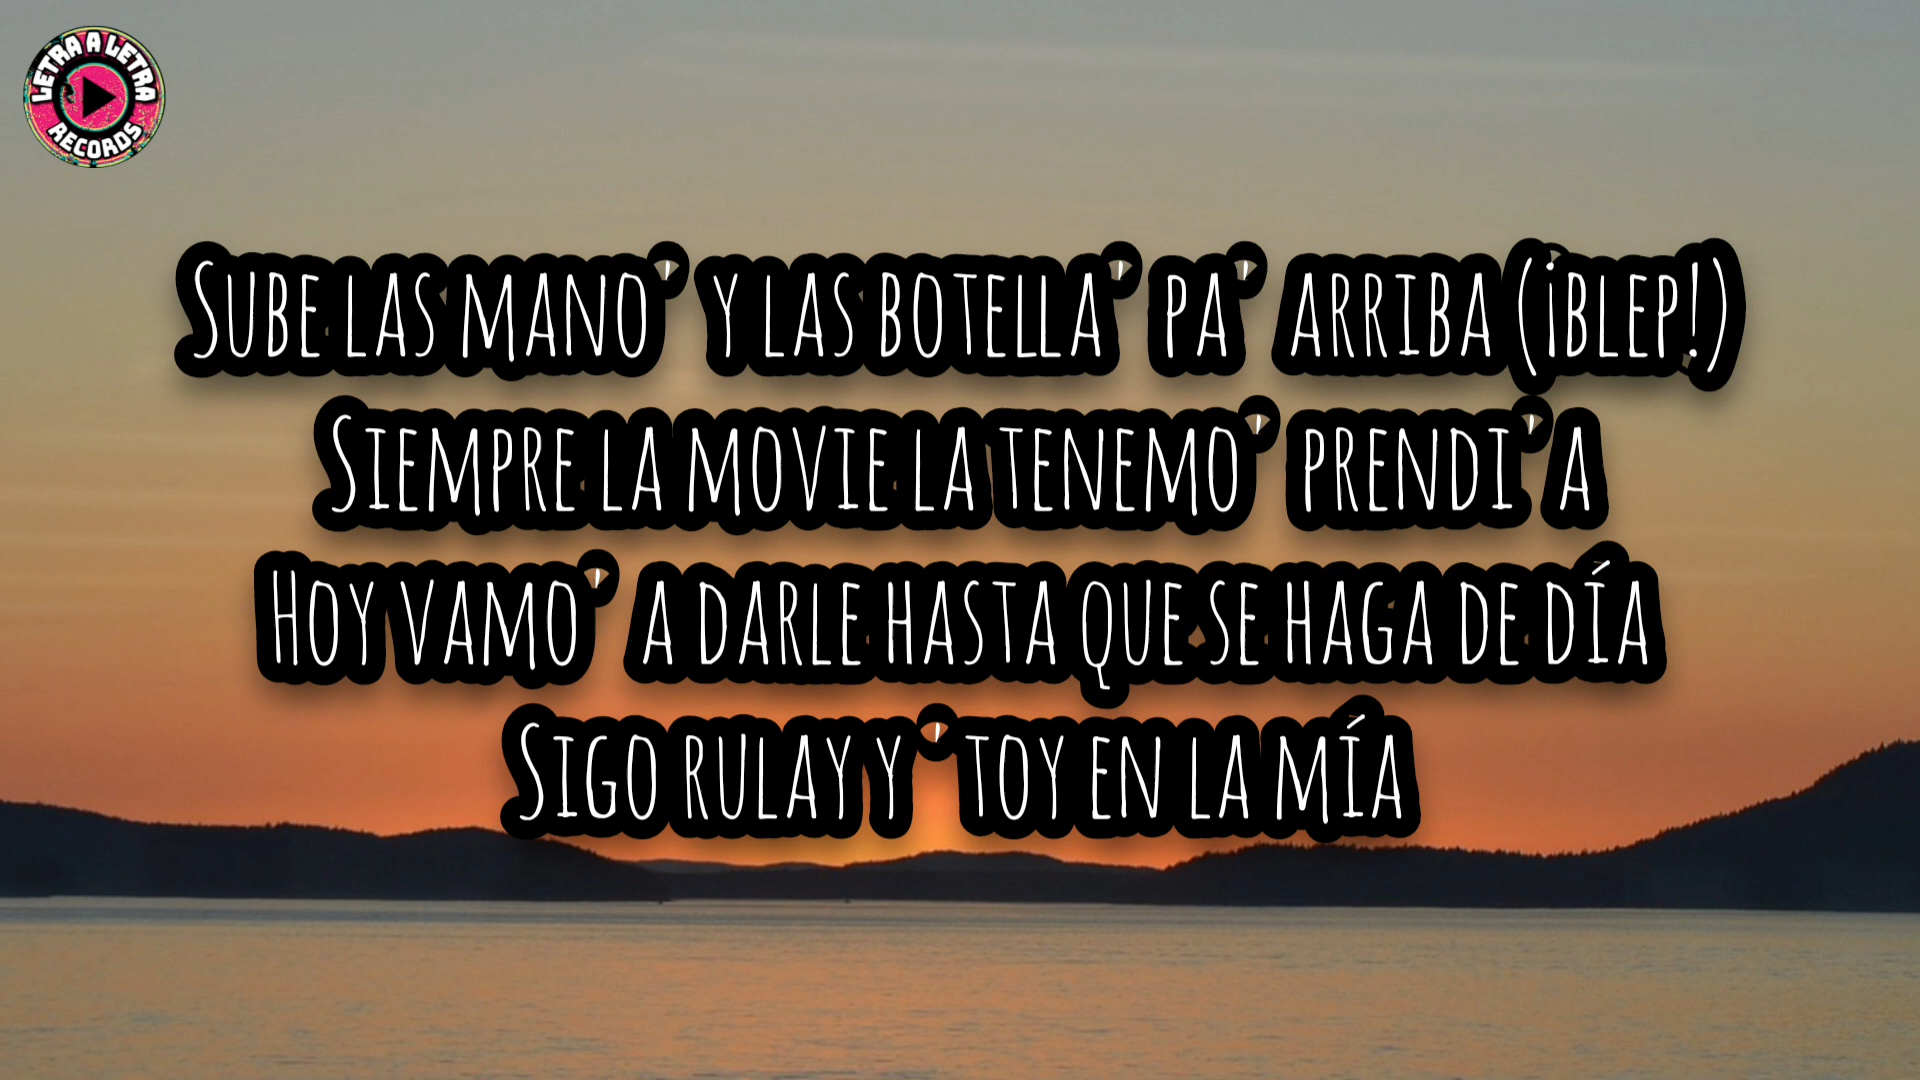 LETRA A LETRA
RECORDS
Sube las mano' y las botella' pa' arriba (¡blep!)
Siempre la movie la tenemo' prendi'a
Hoy vamo' a darle hasta que se haga de día
Sigo rulay y 'toy en la mía